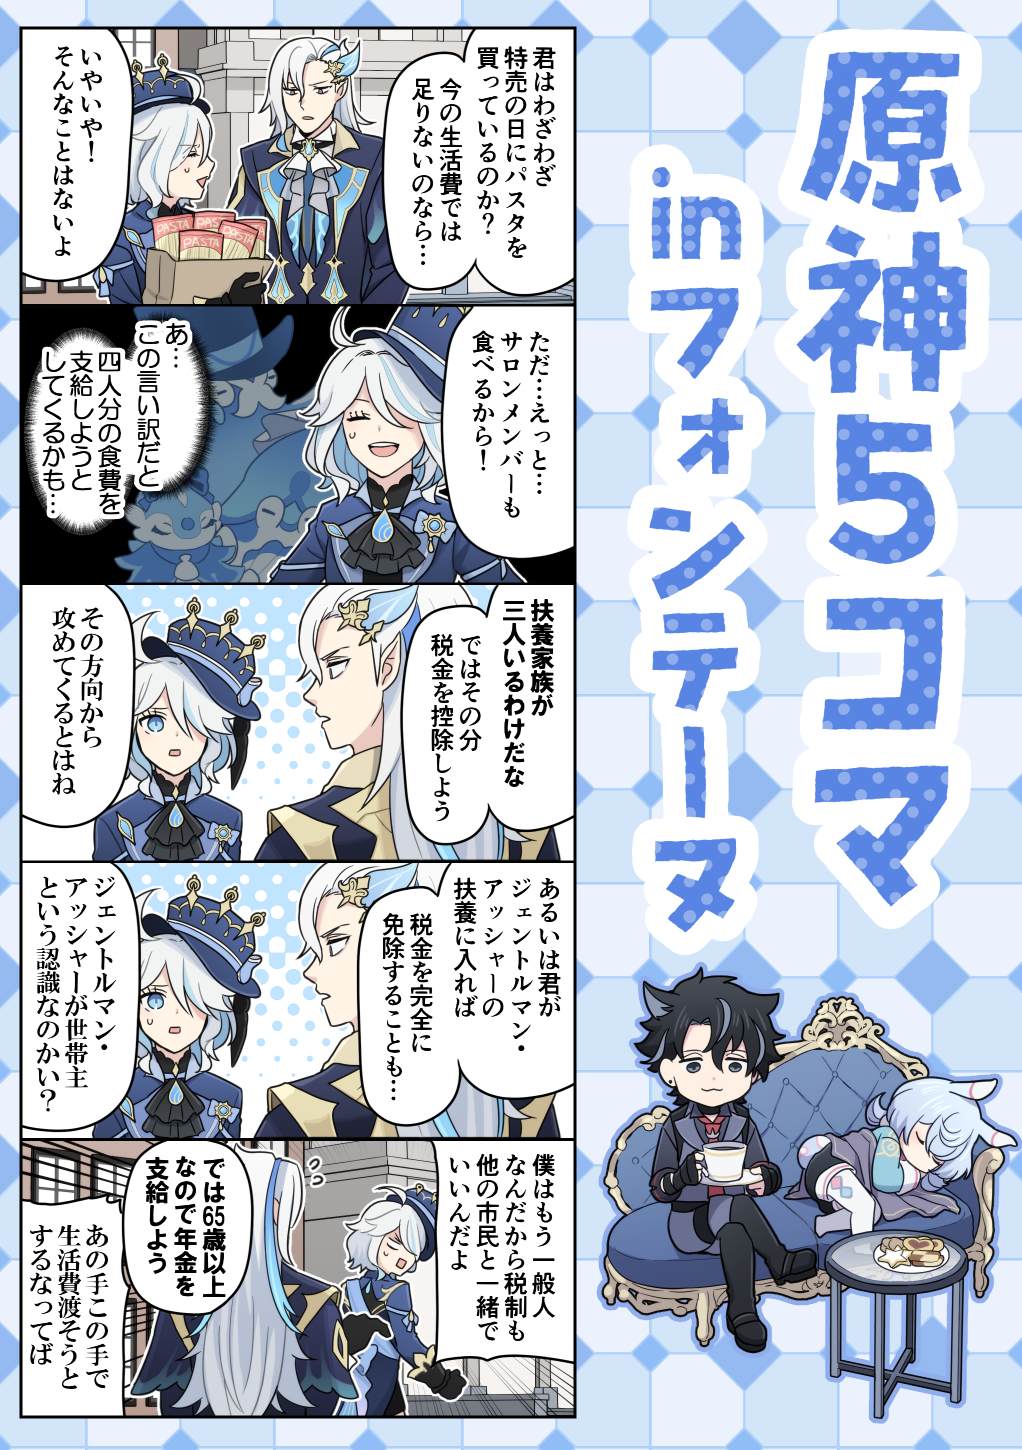 原神5コマ
inフォンテーヌ
君はわざわざ
特売の日にパスタを
買っているのか?
今の生活費では
足りないのなら…
いやいや!
そんなことはないよ
PASTA
PASTA
PASTA
PASTA
ただ…えっと…
サロンメンバーも
食べるから!
あ…
この言い訳だと
四人分の食費を
支給しようと
してくるかも…
扶養家族が
三人いるわけだな
ではその分
税金を控除しよう
その方向から
攻めてくるとはね
あるいは君が
ジェントルマン・
アッシャーの
扶養に入れば
税金を完全に
免除することも…
ジェントルマン・
アッシャーが世帯主
という認識なのかい?
僕はもう一般人
なんだから税制も
他の市民と一緒で
いいんだよ
では65歳以上
なので年金を
支給しよう
あの手この手で
生活費渡そうと
するなってば